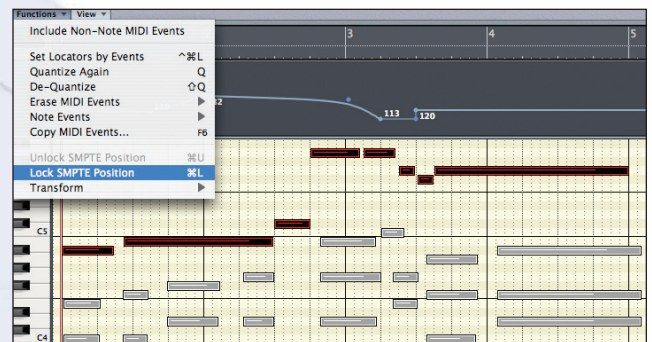 Functions View
Include Non-Note MIDI Events
3 4 5
Set Locators by Events ^⌘L
Quantize Again Q
De-Quantize ⇧Q
Erase MIDI Events
Note Events
Copy MIDI Events... F6
113 120
Unlock SMPTE Position ⌘U
Lock SMPTE Position ⌘L
Transform
C5
C4